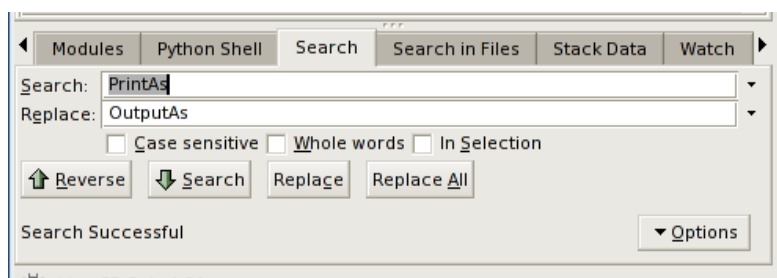 Modules Python Shell Search Search in Files Stack Data Watch
Search: PrintAs
Replace: OutputAs
Case sensitive Whole words In Selection
Reverse Search Replace Replace All
Search Successful Options